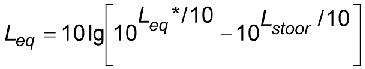 L_eq = 10 lg[10^{L_eq*/10} − 10^{L_stoor /10}]